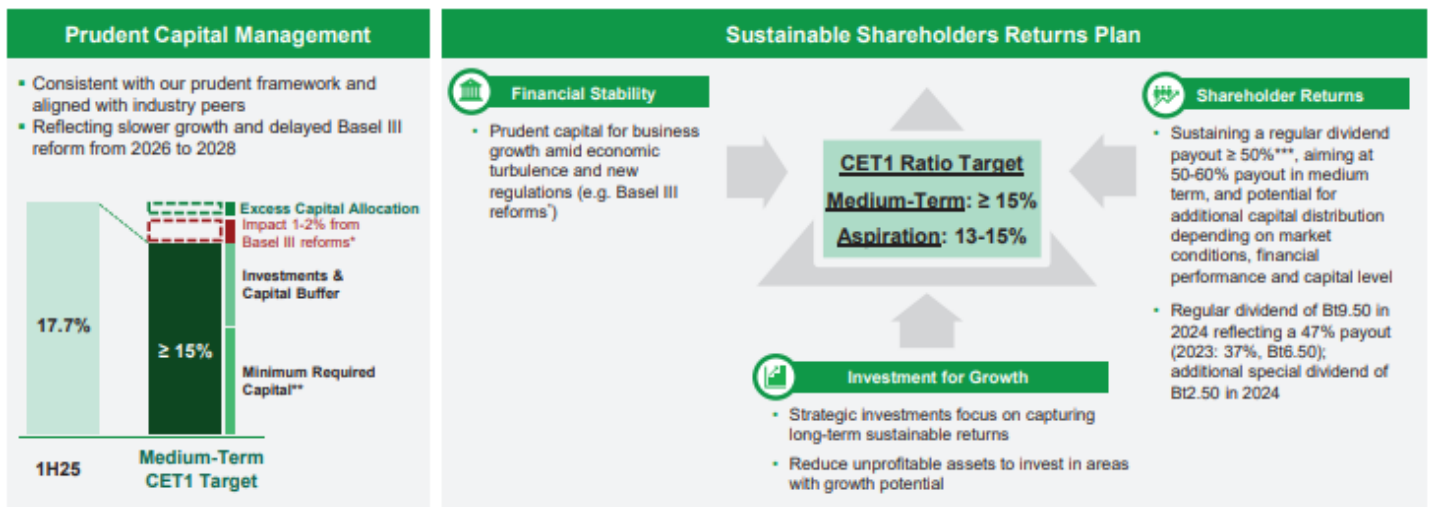 Prudent Capital Management
▪ Consistent with our prudent framework and
aligned with industry peers
▪ Reflecting slower growth and delayed Basel III
reform from 2026 to 2028
Excess Capital Allocation
Impact 1-2% from
Basel III reforms*
Investments &
Capital Buffer
17.7%
≥ 15%
Minimum Required
Capital**
1H25
Medium-Term
CET1 Target
Sustainable Shareholders Returns Plan
Financial Stability
• Prudent capital for business
growth amid economic
turbulence and new
regulations (e.g. Basel III
reforms*)
CET1 Ratio Target
Medium-Term: ≥ 15%
Aspiration: 13-15%
Shareholder Returns
• Sustaining a regular dividend
payout ≥ 50%***, aiming at
50-60% payout in medium
term, and potential for
additional capital distribution
depending on market
conditions, financial
performance and capital level
• Regular dividend of Bt9.50 in
2024 reflecting a 47% payout
(2023: 37%, Bt6.50);
additional special dividend of
Bt2.50 in 2024
Investment for Growth
• Strategic investments focus on capturing
long-term sustainable returns
• Reduce unprofitable assets to invest in areas
with growth potential